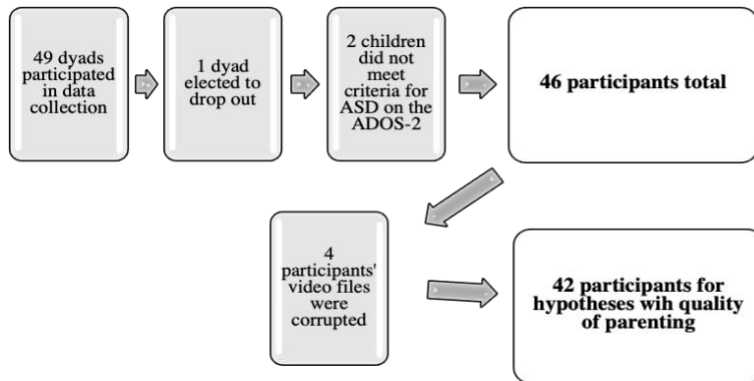 49 dyads
participated
in data
collection
1 dyad
elected to
drop out
2 children
did not
meet
criteria for
ASD on the
ADOS-2
46 participants total
4
participants'
video files
were
corrupted
42 participants for
hypotheses wih quality
of parenting